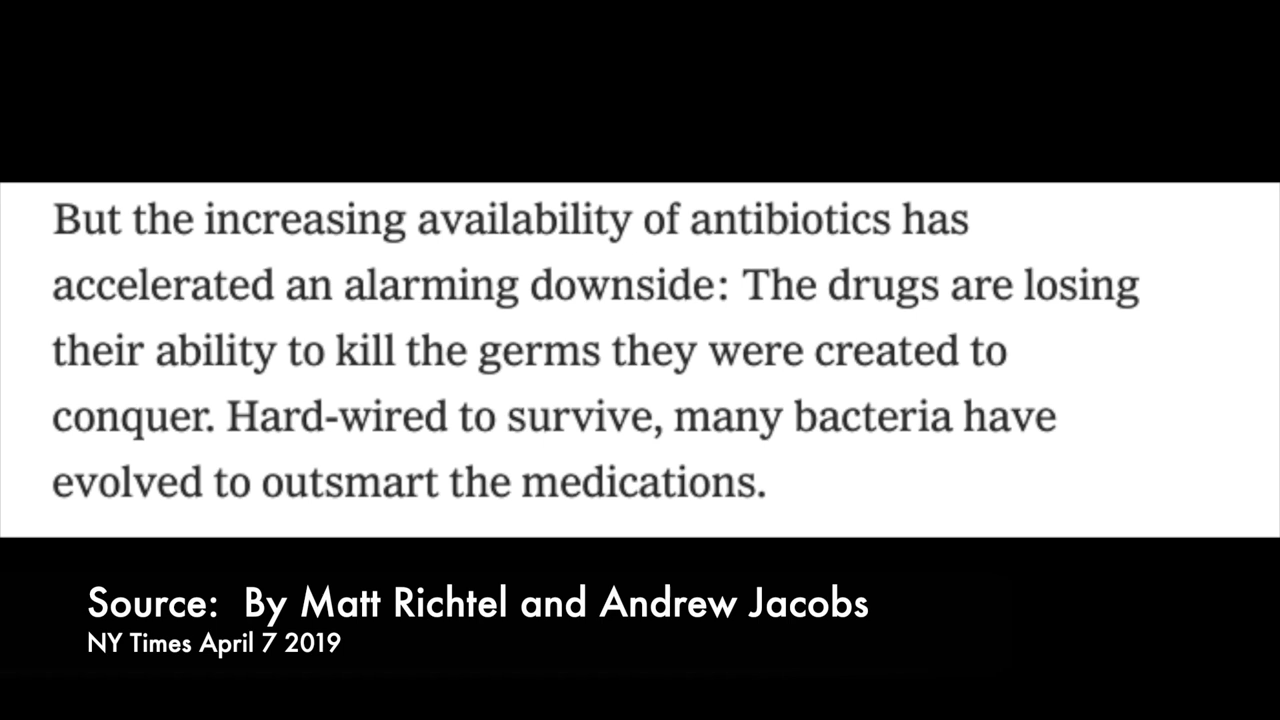 But the increasing availability of antibiotics has
accelerated an alarming downside: The drugs are losing
their ability to kill the germs they were created to
conquer. Hard-wired to survive, many bacteria have
evolved to outsmart the medications.
Source:  By Matt Richtel and Andrew Jacobs
NY Times April 7 2019